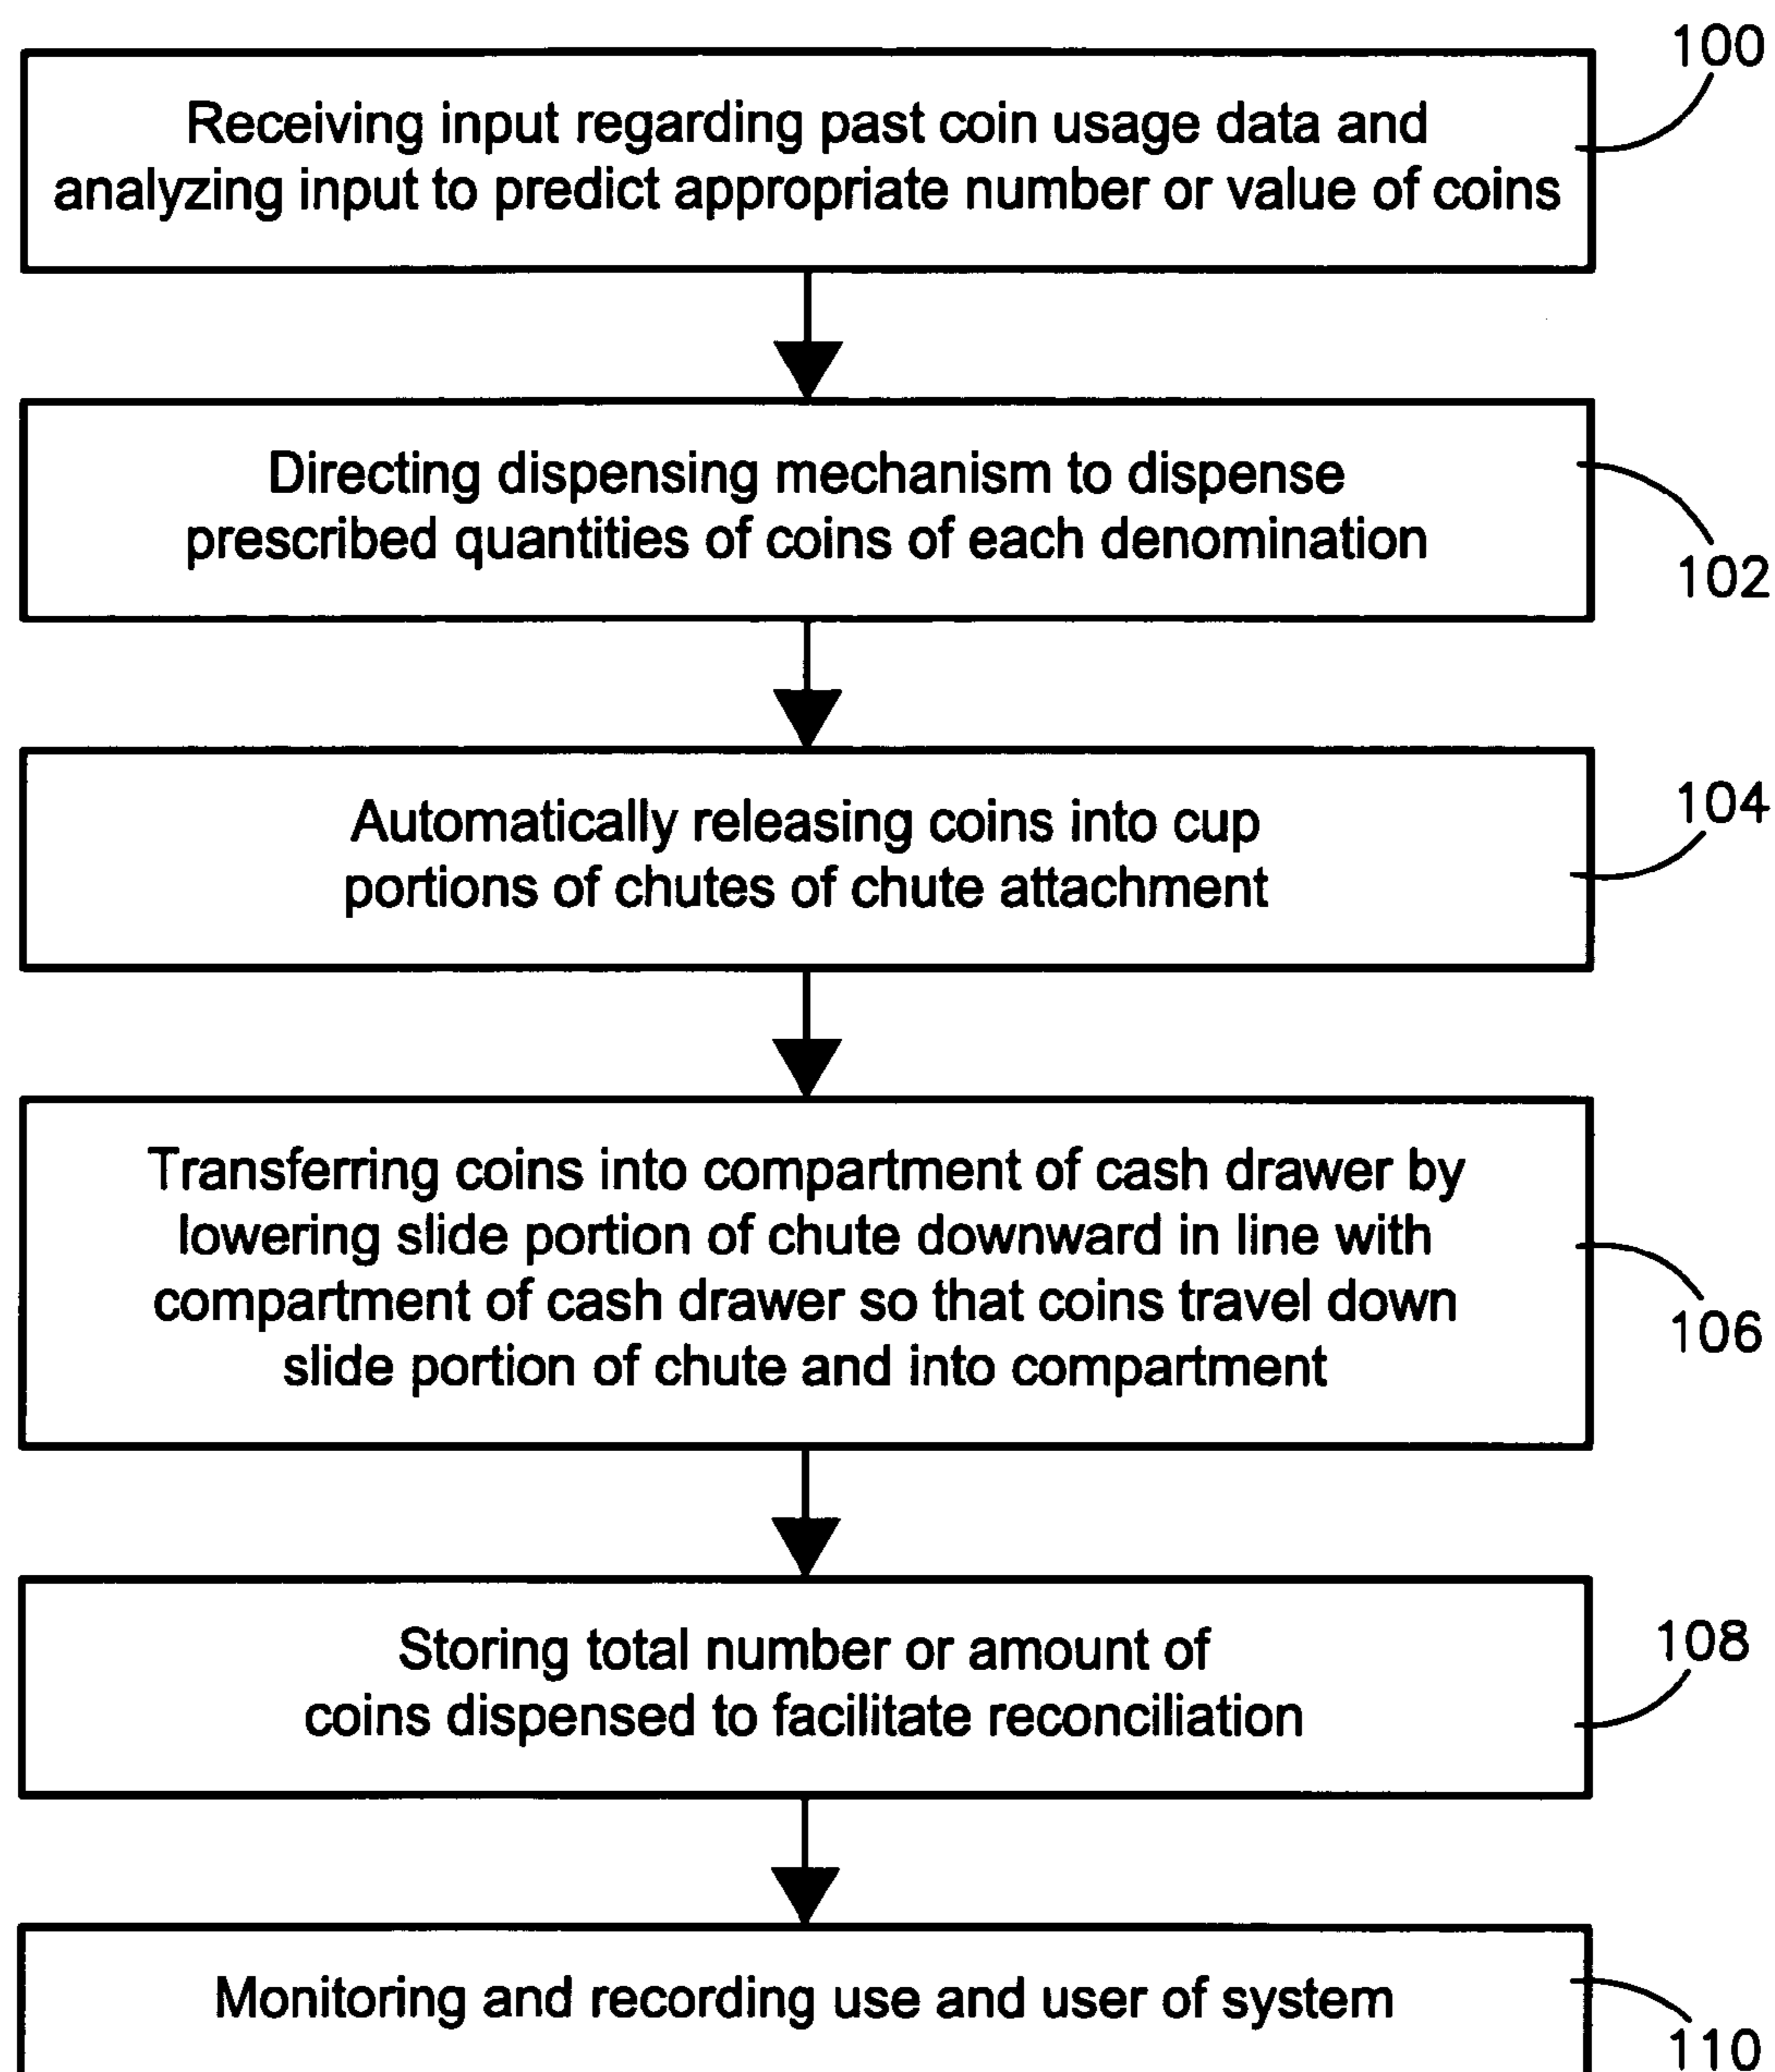 100
Receiving input regarding past coin usage data and
analyzing input to predict appropriate number or value of coins
Directing dispensing mechanism to dispense
prescribed quantities of coins of each denomination
102
Automatically releasing coins into cup
portions of chutes of chute attachment
104
Transferring coins into compartment of cash drawer by
lowering slide portion of chute downward in line with
compartment of cash drawer so that coins travel down
slide portion of chute and into compartment
106
Storing total number or amount of
coins dispensed to facilitate reconciliation
108
Monitoring and recording use and user of system
110